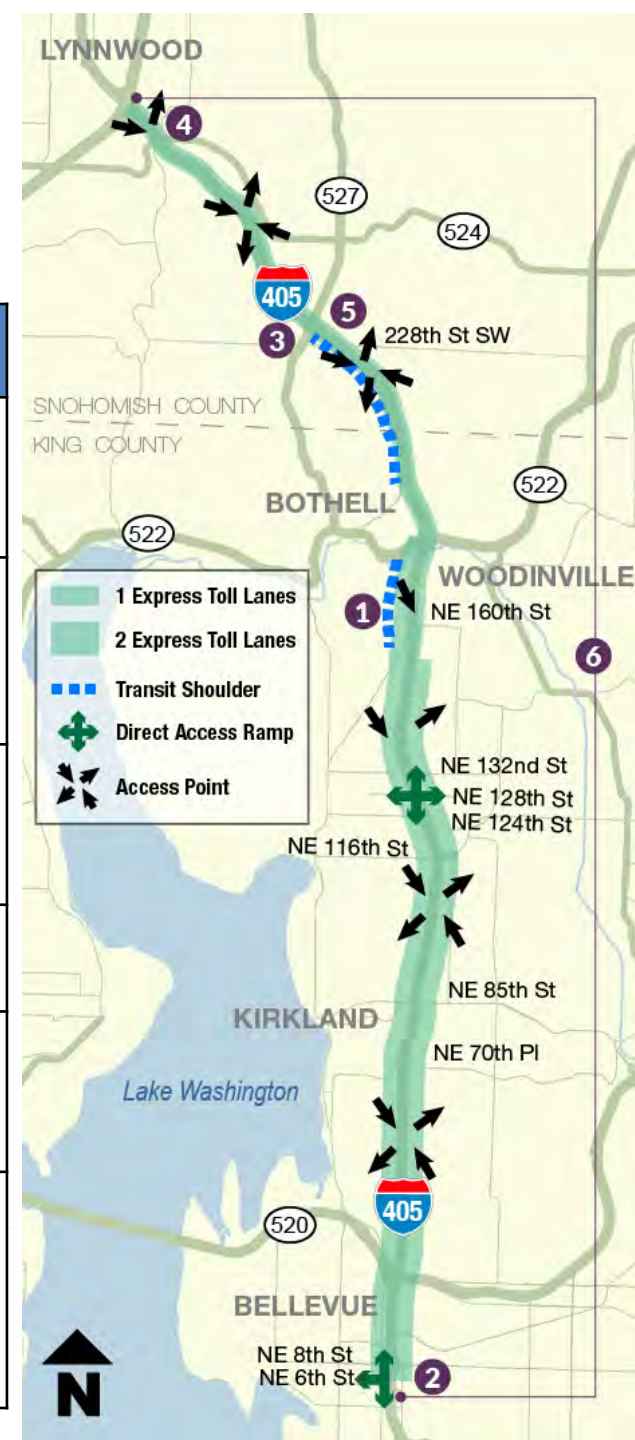 LYNNWOOD
4
527
524
405
5
3
228th St SW
SNOHOMISH COUNTY
KING COUNTY
BOTHELL
522
522
WOODINVILLE
1 Express Toll Lanes
2 Express Toll Lanes
Transit Shoulder
Direct Access Ramp
Access Point
1
NE 160th St
6
NE 132nd St
NE 128th St
NE 124th St
NE 116th St
NE 85th St
KIRKLAND
NE 70th Pl
Lake Washington
405
520
BELLEVUE
NE 8th St
NE 6th St
2
N